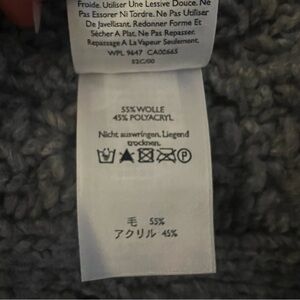 Froide. Utiliser Une Lessive Douce. Ne
Pas Essorer Ni Tordre. Ne Pas Utiliser
De Javellisant. Redonner Forme Et
Sécher A Plat. Ne Pas Repasser.
Repassage A La Vapeur Seulement.
WPL 9647 CA00665
52C/00
55% WOLLE
45% POLYACRYL
Nicht auswringen. Liegend
trocknen.
毛 55%
アクリル 45%